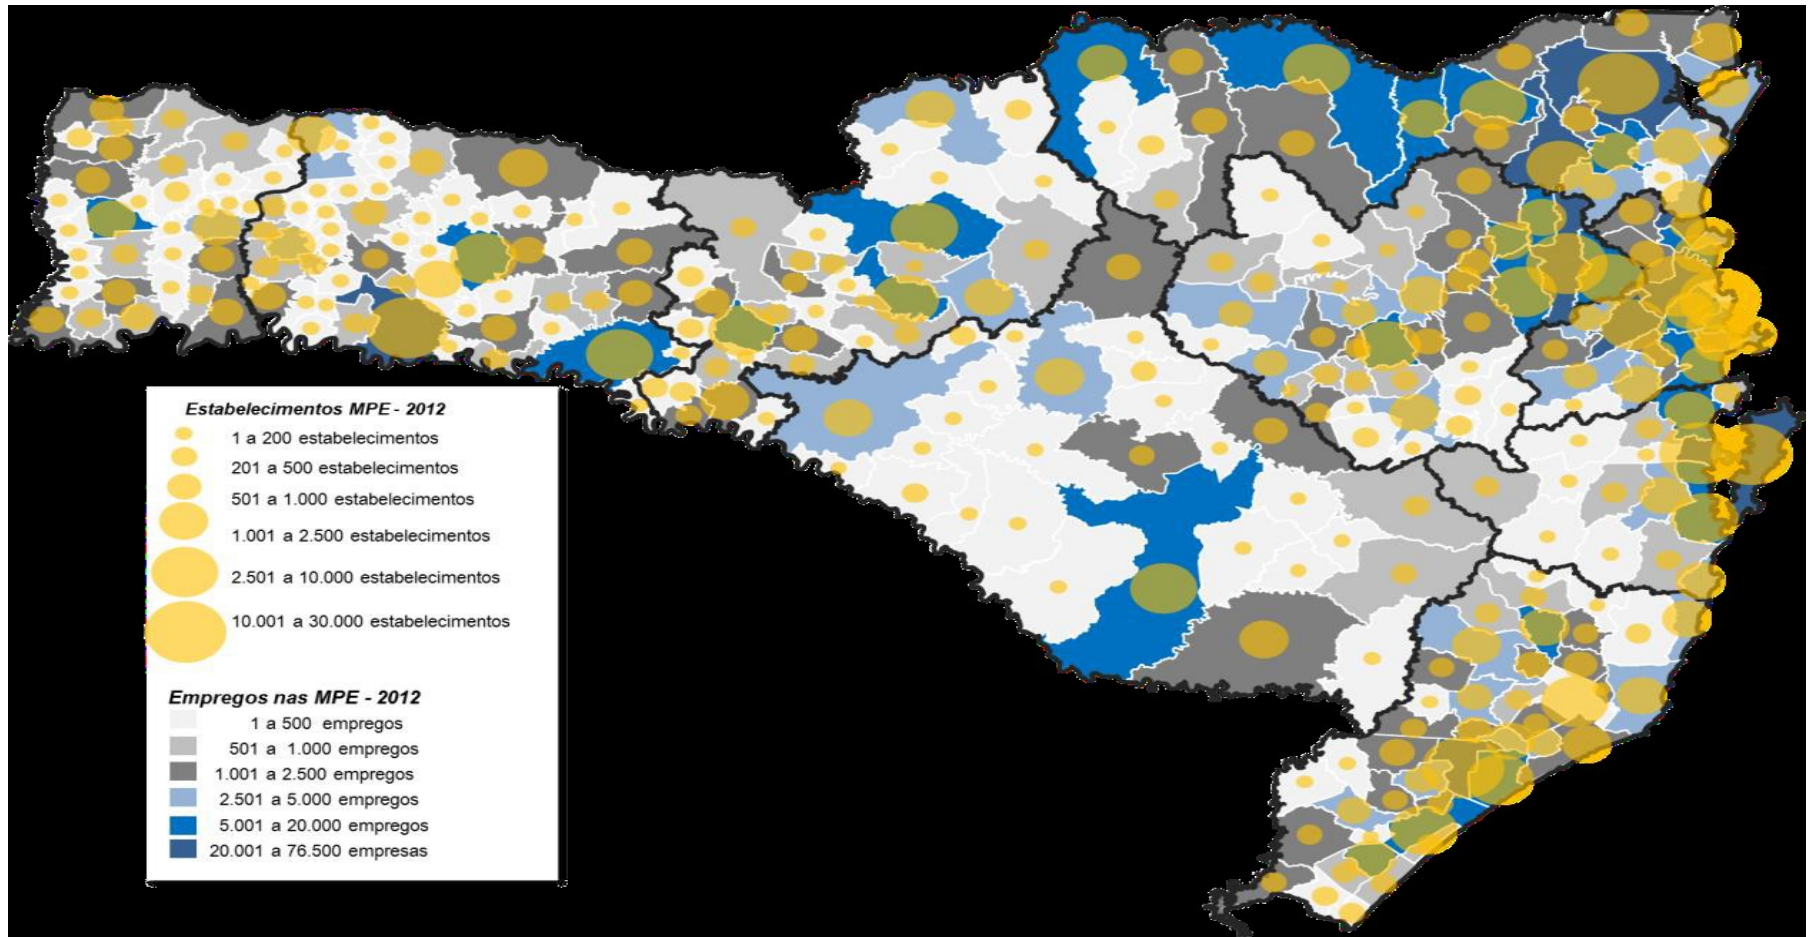 Estabelecimentos MPE - 2012
1 a 200 estabelecimentos
201 a 500 estabelecimentos
501 a 1.000 estabelecimentos
1.001 a 2.500 estabelecimentos
2.501 a 10.000 estabelecimentos
10.001 a 30.000 estabelecimentos
Empregos nas MPE - 2012
1 a 500 empregos
501 a 1.000 empregos
1.001 a 2.500 empregos
2.501 a 5.000 empregos
5.001 a 20.000 empregos
20.001 a 76.500 empresas